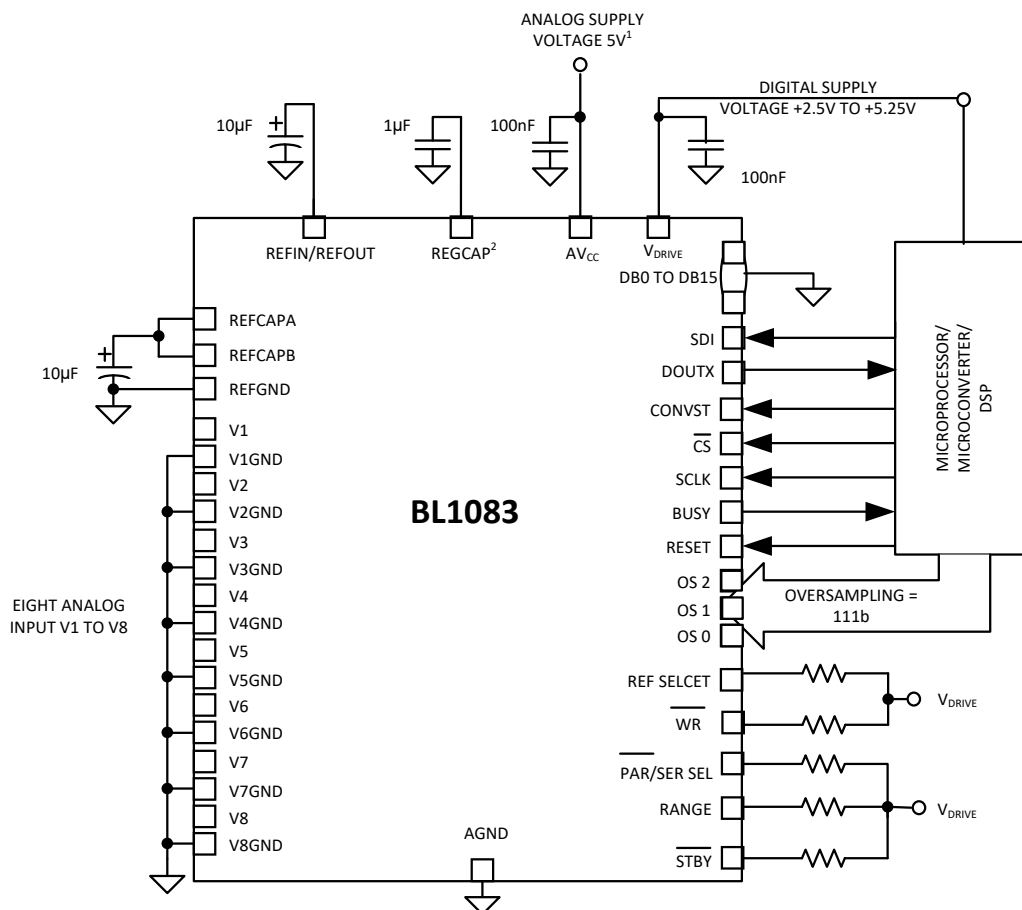 ANALOG SUPPLY
VOLTAGE 5V¹
DIGITAL SUPPLY
VOLTAGE +2.5V TO +5.25V
10µF
+
1µF
100nF
100nF
REFIN/REFOUT
REGCAP²
AVCC
VDRIVE
DB0 TO DB15
REFCAPA
REFCAPB
REFGND
+
10µF
V1
V1GND
V2
V2GND
V3
V3GND
V4
V4GND
V5
V5GND
V6
V6GND
V7
V7GND
V8
V8GND
EIGHT ANALOG
INPUT V1 TO V8
BL1083
AGND
SDI
DOUTX
CONVST
C̅S̅
SCLK
BUSY
RESET
OS 2
OS 1
OS 0
OVERSAMPLING =
111b
MICROPROCESSOR/
MICROCONVERTER/
DSP
REF SELCET
W̅R̅
VDRIVE
P̅A̅R̅/SER SEL
RANGE
S̅T̅B̅Y̅
VDRIVE